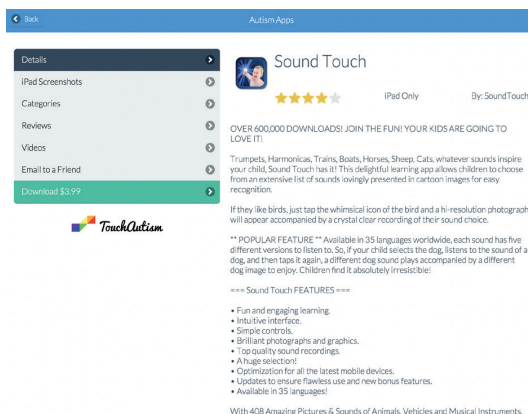 Back
Autism Apps
Details
iPad Screenshots
Categories
Reviews
Videos
Email to a Friend
Download $3.99
TouchAutism
Sound Touch
iPad Only
By: SoundTouch
OVER 600,000 DOWNLOADS! JOIN THE FUN! YOUR KIDS ARE GOING TO
LOVE IT!
Trumpets, Harmonicas, Trains, Boats, Horses, Sheep, Cats, whatever sounds inspire
your child, Sound Touch has it! This delightful learning app allows children to choose
from an extensive list of sounds lovingly presented in cartoon images for easy
recognition.
If they like birds, just tap the whimsical icon of the bird and a hi-resolution photograph
will appear accompanied by a crystal clear recording of their sound choice.
** POPULAR FEATURE ** Available in 35 languages worldwide, each sound has five
different versions to listen to. So, if your child selects the dog, listens to the sound of a
dog, and then taps it again, a different dog sound plays accompanied by a different
dog image to enjoy. Children find it absolutely irresistible!
=== Sound Touch FEATURES ===
• Fun and engaging learning.
• Intuitive interface.
• Simple controls.
• Brilliant photographs and graphics.
• Top quality sound recordings.
• A huge selection!
• Optimization for all the latest mobile devices.
• Updates to ensure flawless use and new bonus features.
• Available in 35 languages!
With 408 Amazing Pictures & Sounds of Animals, Vehicles and Musical Instruments,